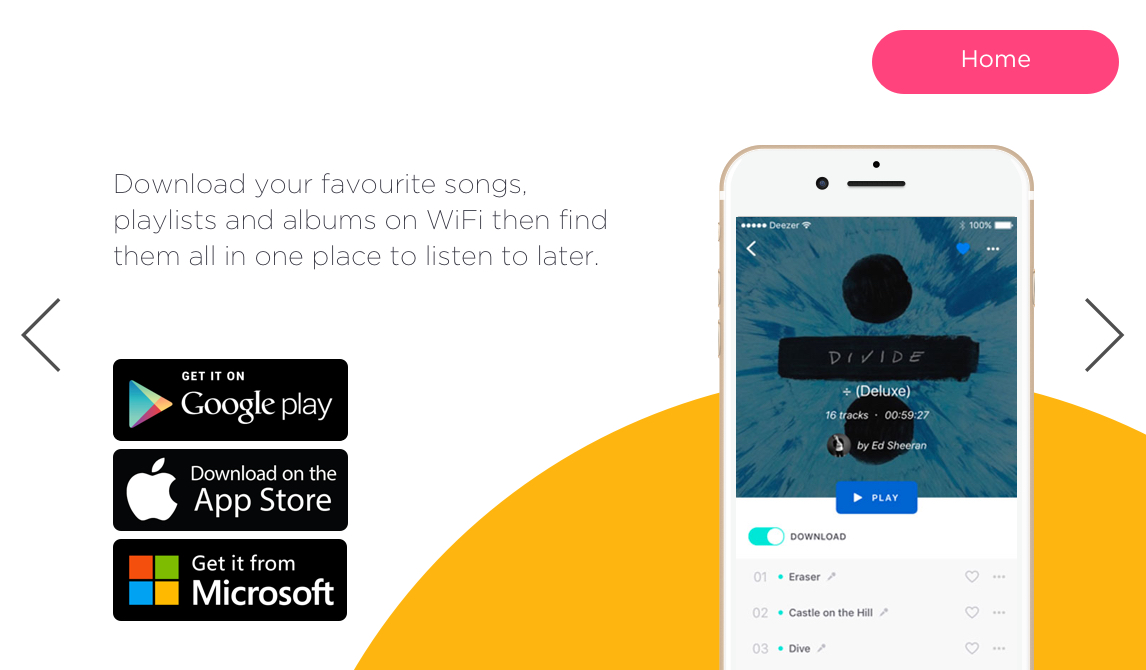 Home
Download your favourite songs,
playlists and albums on WiFi then find
them all in one place to listen to later.
GET IT ON
Google play
Download on the
App Store
Get it from
Microsoft
Deezer 100%
DIVIDE
÷ (Deluxe)
16 tracks · 00:59:27
by Ed Sheeran
PLAY
DOWNLOAD
01 Eraser
02 Castle on the Hill
03 Dive